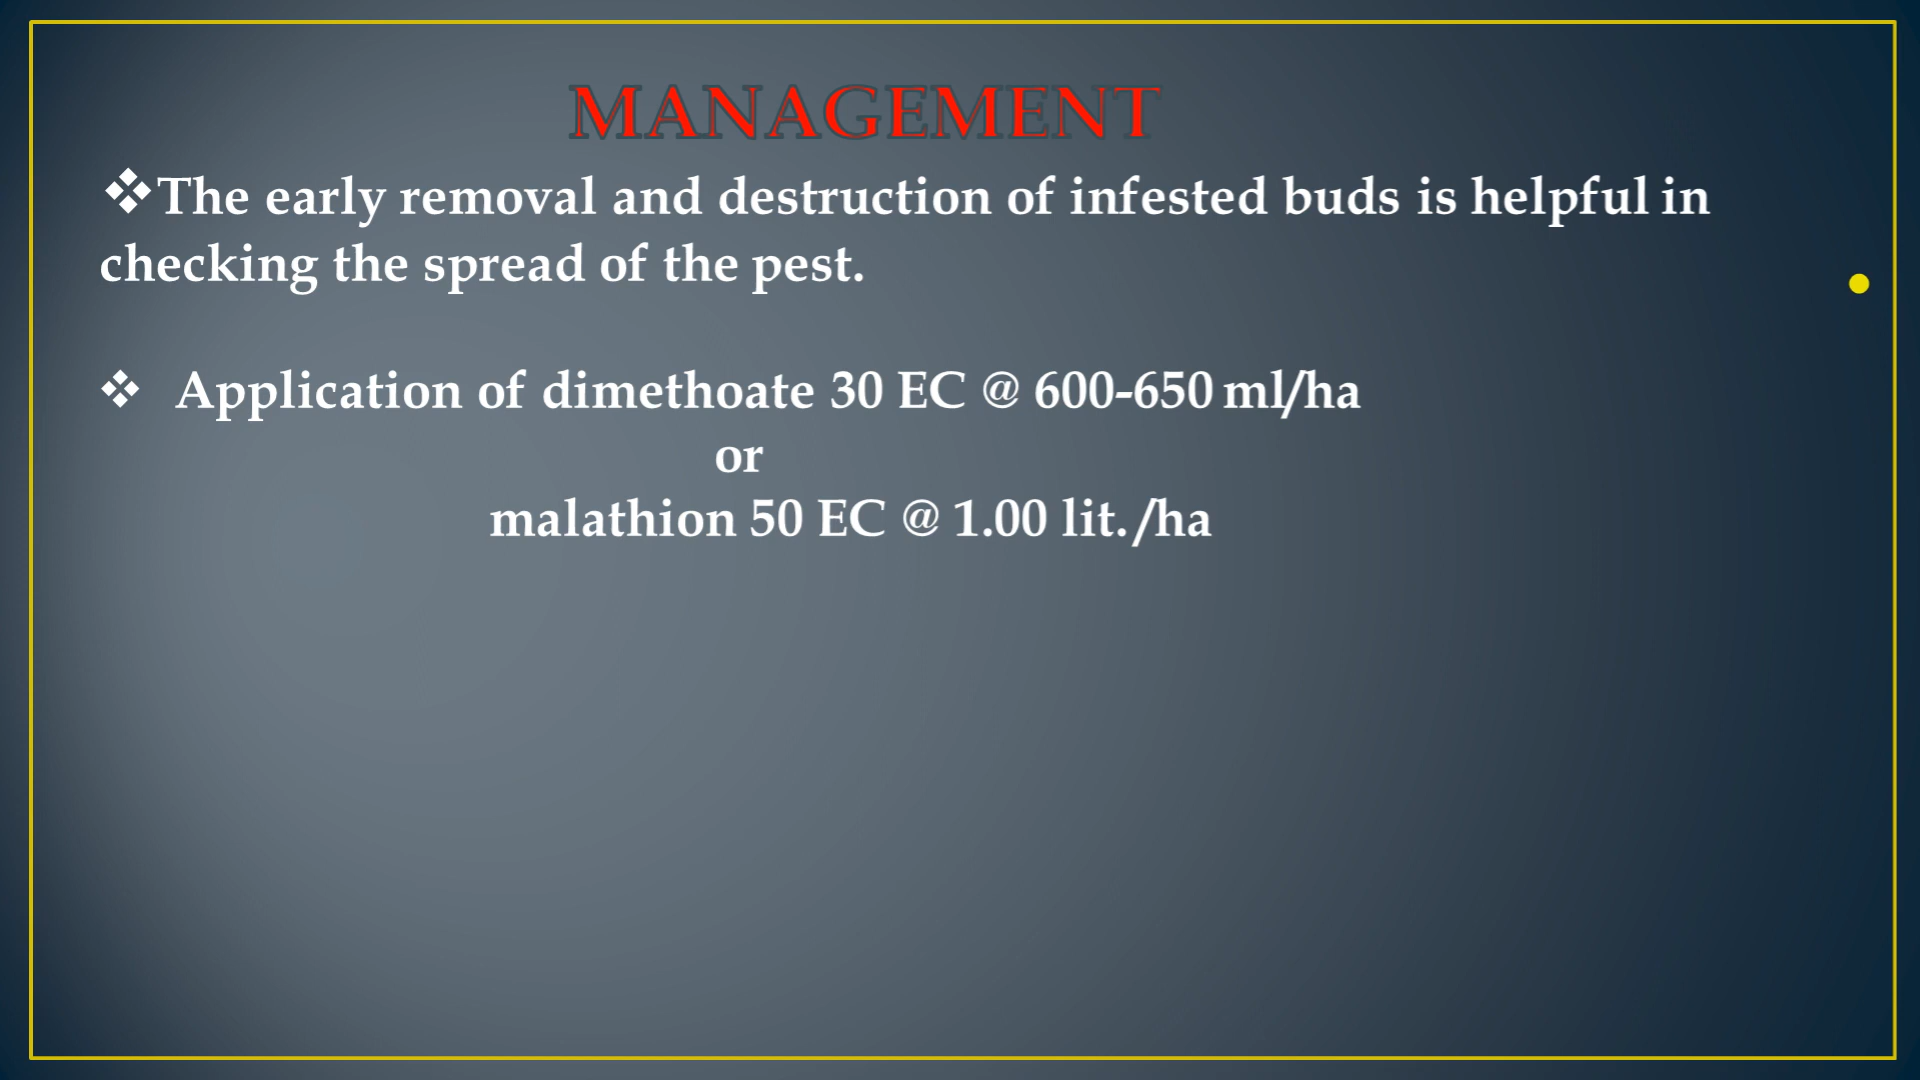 MANAGEMENT
❖The early removal and destruction of infested buds is helpful in
checking the spread of the pest.
❖ Application of dimethoate 30 EC @ 600-650 ml/ha
or
malathion 50 EC @ 1.00 lit./ha